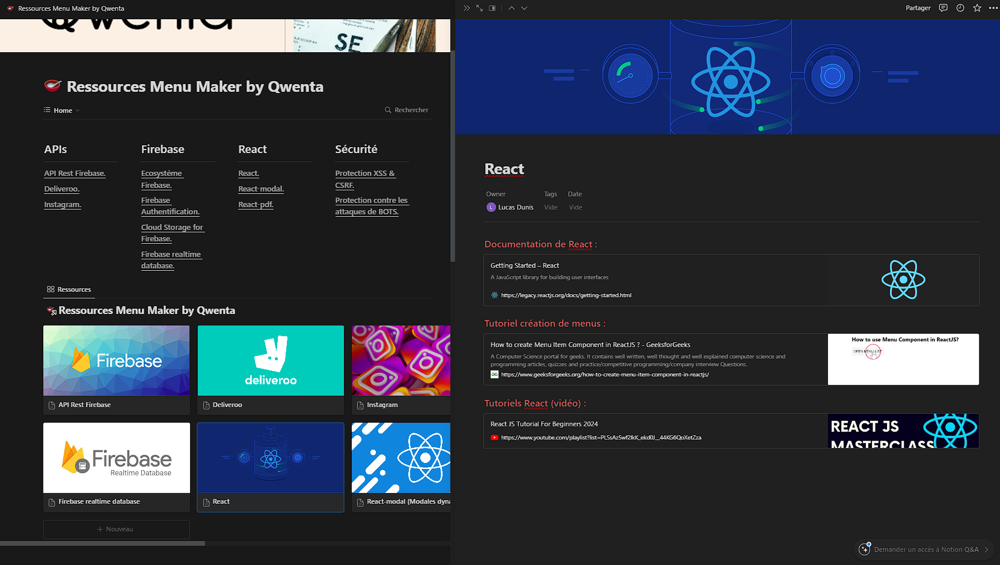 Ressources Menu Maker by Qwenta
Partager
Qwenta
SE
Ressources Menu Maker by Qwenta
Home
Rechercher
APIs
API Rest Firebase.
Deliveroo.
Instagram.
Firebase
Ecosystème
Firebase.
Firebase
Authentification.
Cloud Storage for
Firebase.
Firebase realtime
database.
React
React.
React-modal.
React-pdf.
Sécurité
Protection XSS &
CSRF.
Protection contre les
attaques de BOTS.
Ressources
Ressources Menu Maker by Qwenta
Firebase
API Rest Firebase
deliveroo
Deliveroo
Instagram
Firebase
Realtime Database
Firebase realtime database
React
React-modal (Modales dyna
Nouveau
React
Owner
Tags
Date
L
Lucas Dunis
Vide
Vide
Documentation de React :
Getting Started – React
A JavaScript library for building user interfaces
https://legacy.reactjs.org/docs/getting-started.html
Tutoriel création de menus :
How to create Menu Item Component in ReactJS ? - GeeksforGeeks
A Computer Science portal for geeks. It contains well written, well thought and well explained computer science and
programming articles, quizzes and practice/competitive programming/company interview Questions.
https://www.geeksforgeeks.org/how-to-create-menu-item-component-in-reactjs/
How to use Menu Component in ReactJS?
OPEN MENU LIST
Tutoriels React (vidéo) :
React JS Tutorial For Beginners 2024
REACT JS
MASTERCLASS
Demander un accès à Notion Q&A